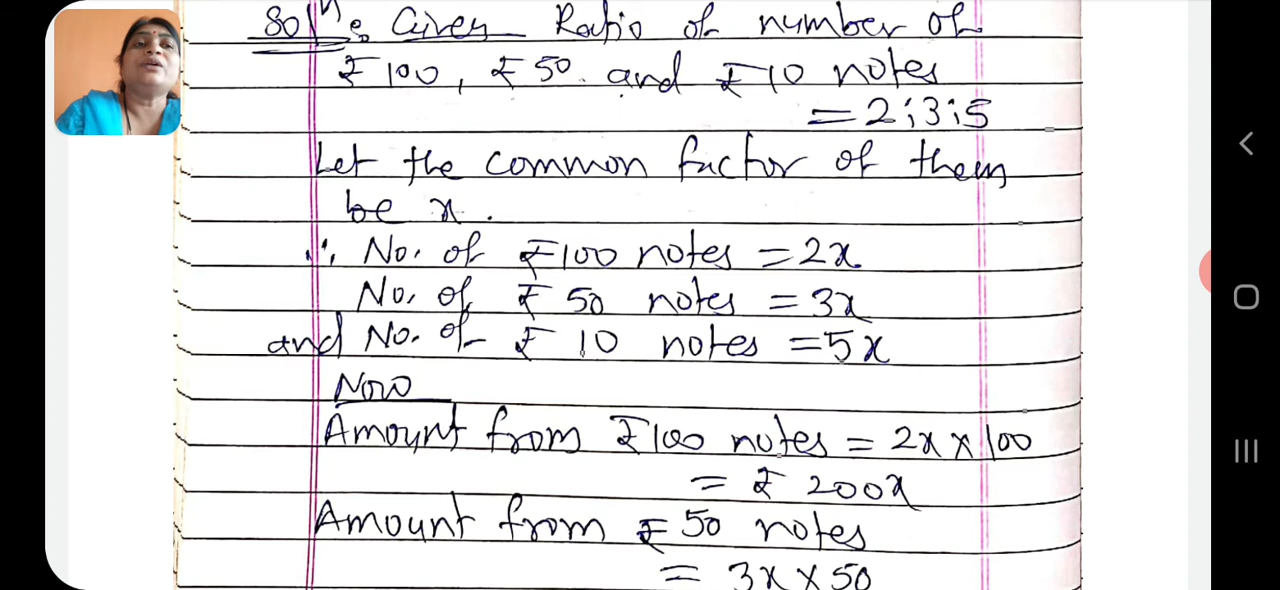 Solⁿ: Given Ratio of number of
₹100, ₹50. and ₹10 notes
= 2:3:5
Let the common factor of them
be x.
∴ No. of ₹100 notes = 2x
No. of ₹ 50 notes = 3x
and No. of ₹ 10 notes = 5x
Now
Amount from ₹100 notes = 2x × 100
= ₹ 200x
Amount from ₹ 50 notes
= 3x × 50